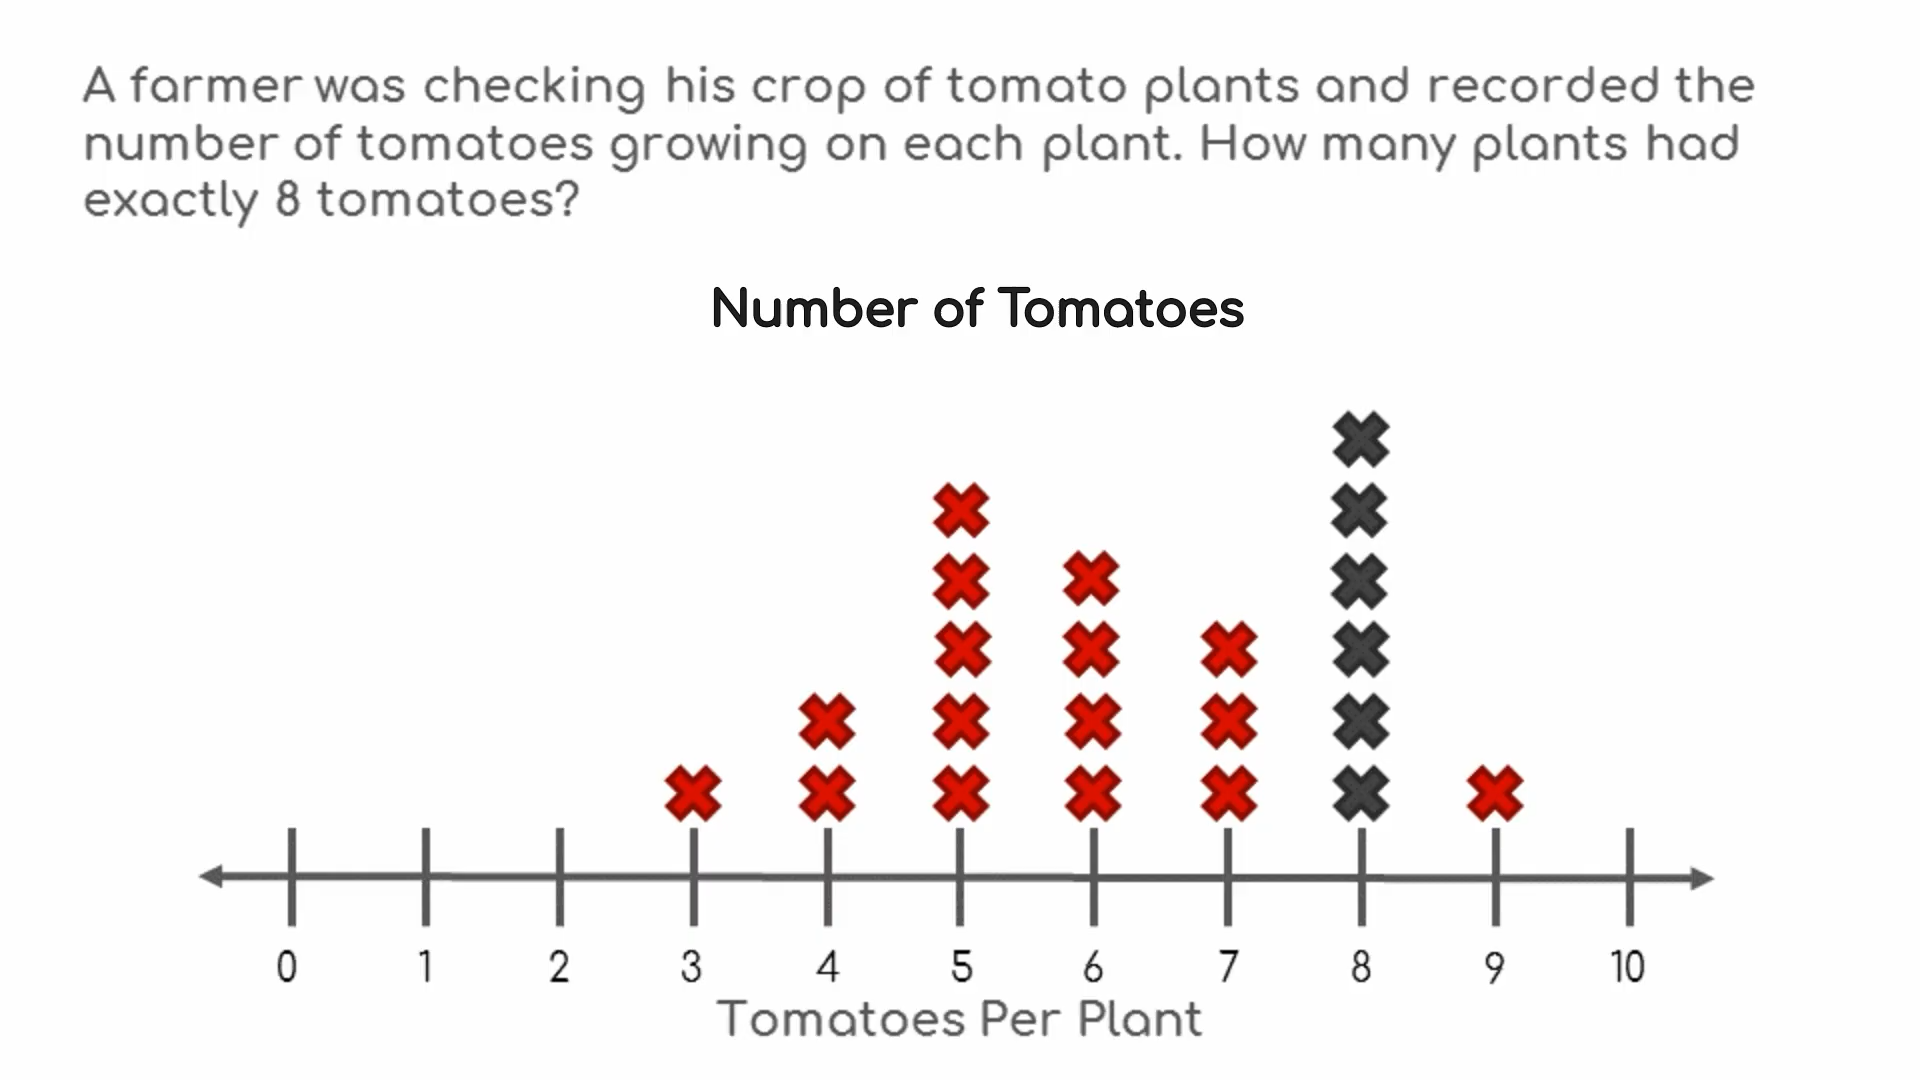 A farmer was checking his crop of tomato plants and recorded the
number of tomatoes growing on each plant. How many plants had
exactly 8 tomatoes?
Number of Tomatoes
0 1 2 3 4 5 6 7 8 9 10
Tomatoes Per Plant